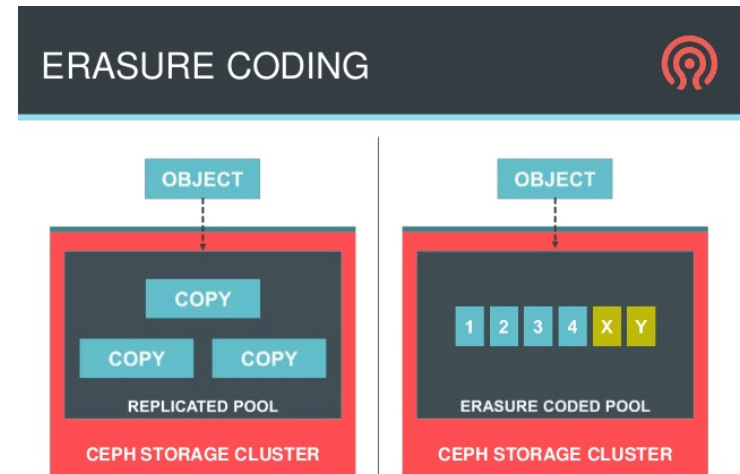 ERASURE CODING
OBJECT
COPY
COPY COPY
REPLICATED POOL
CEPH STORAGE CLUSTER
OBJECT
1 2 3 4 X Y
ERASURE CODED POOL
CEPH STORAGE CLUSTER